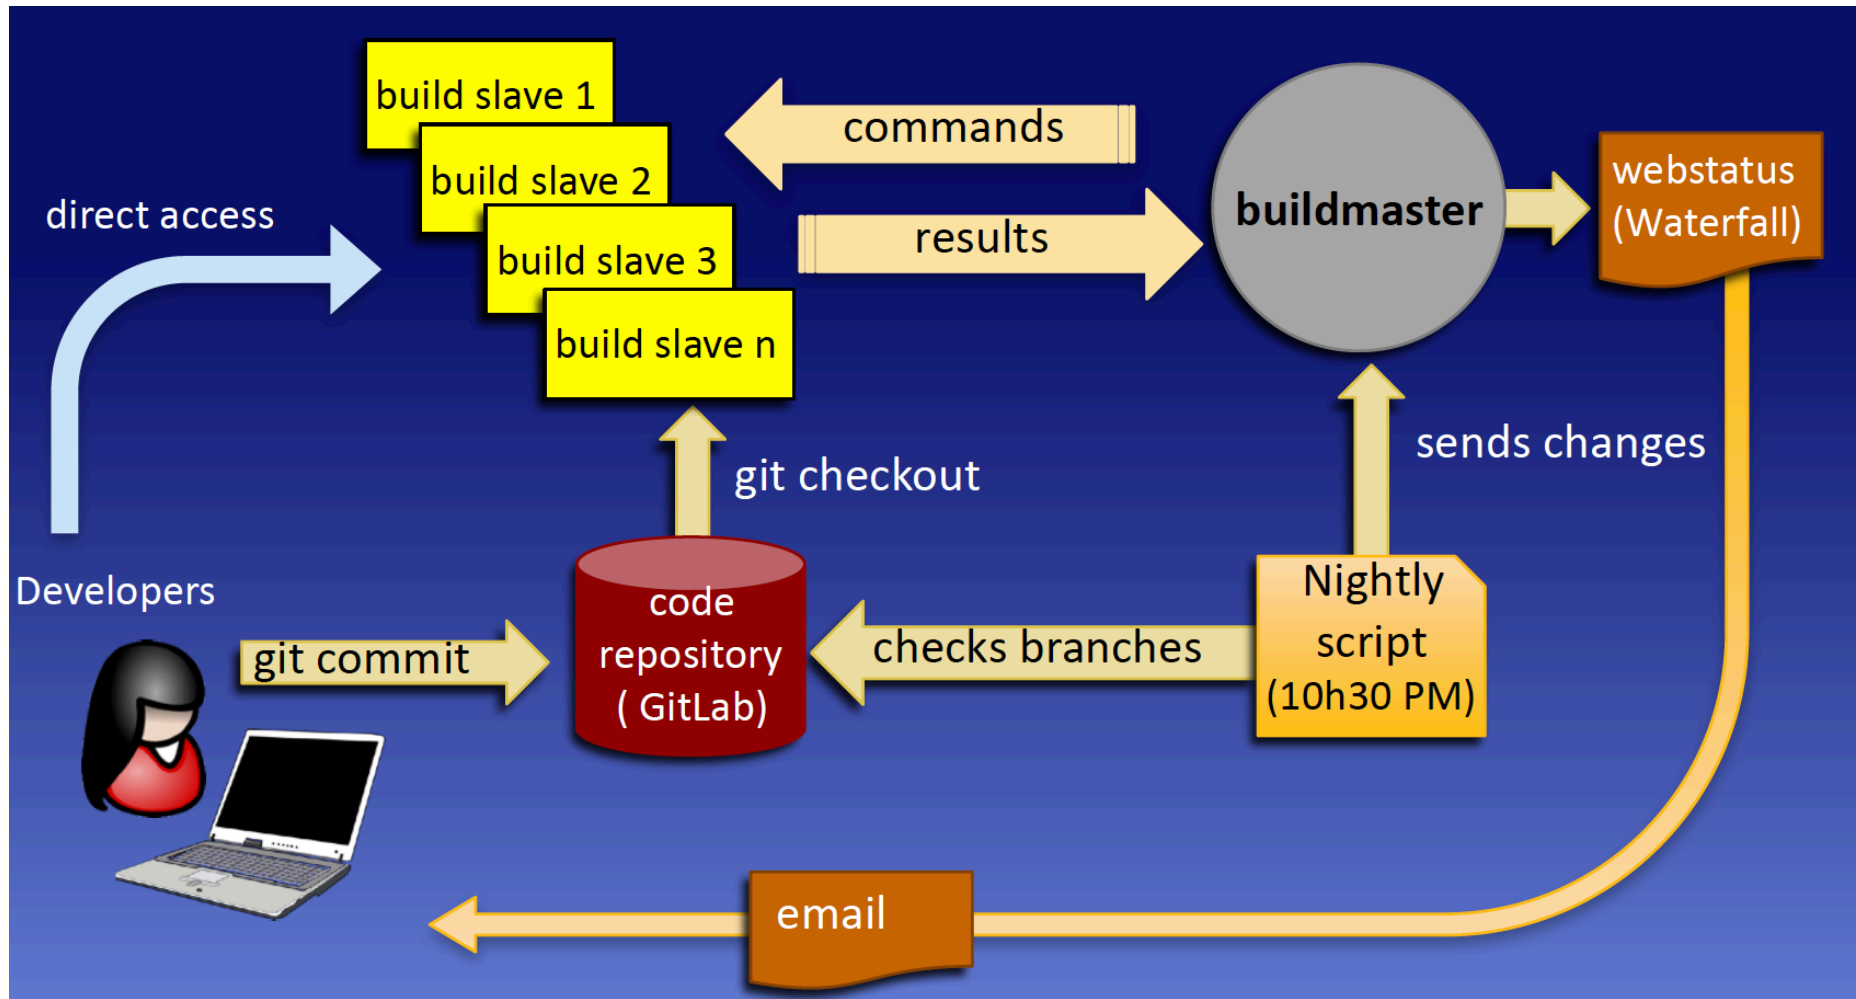 build slave 1
build slave 2
build slave 3
build slave n
commands
results
buildmaster
webstatus
(Waterfall)
direct access
git checkout
sends changes
Developers
git commit
code
repository
( GitLab)
checks branches
Nightly
script
(10h30 PM)
email